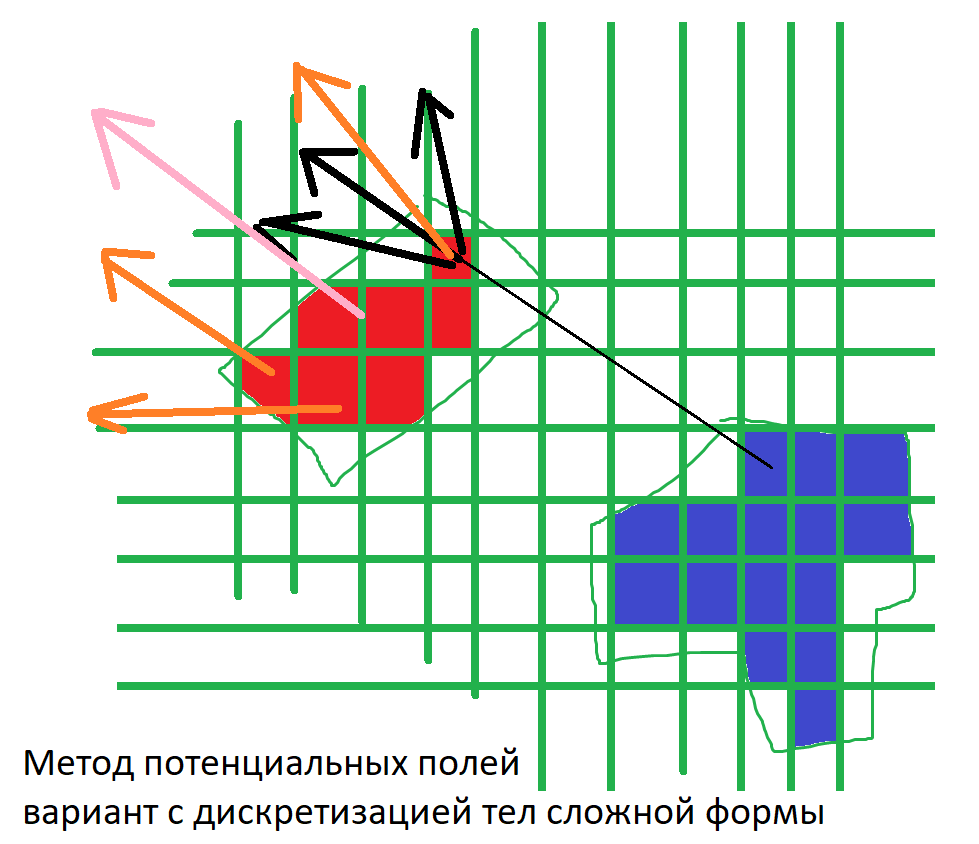 Метод потенциальных полей
вариант с дискретизацией тел сложной формы